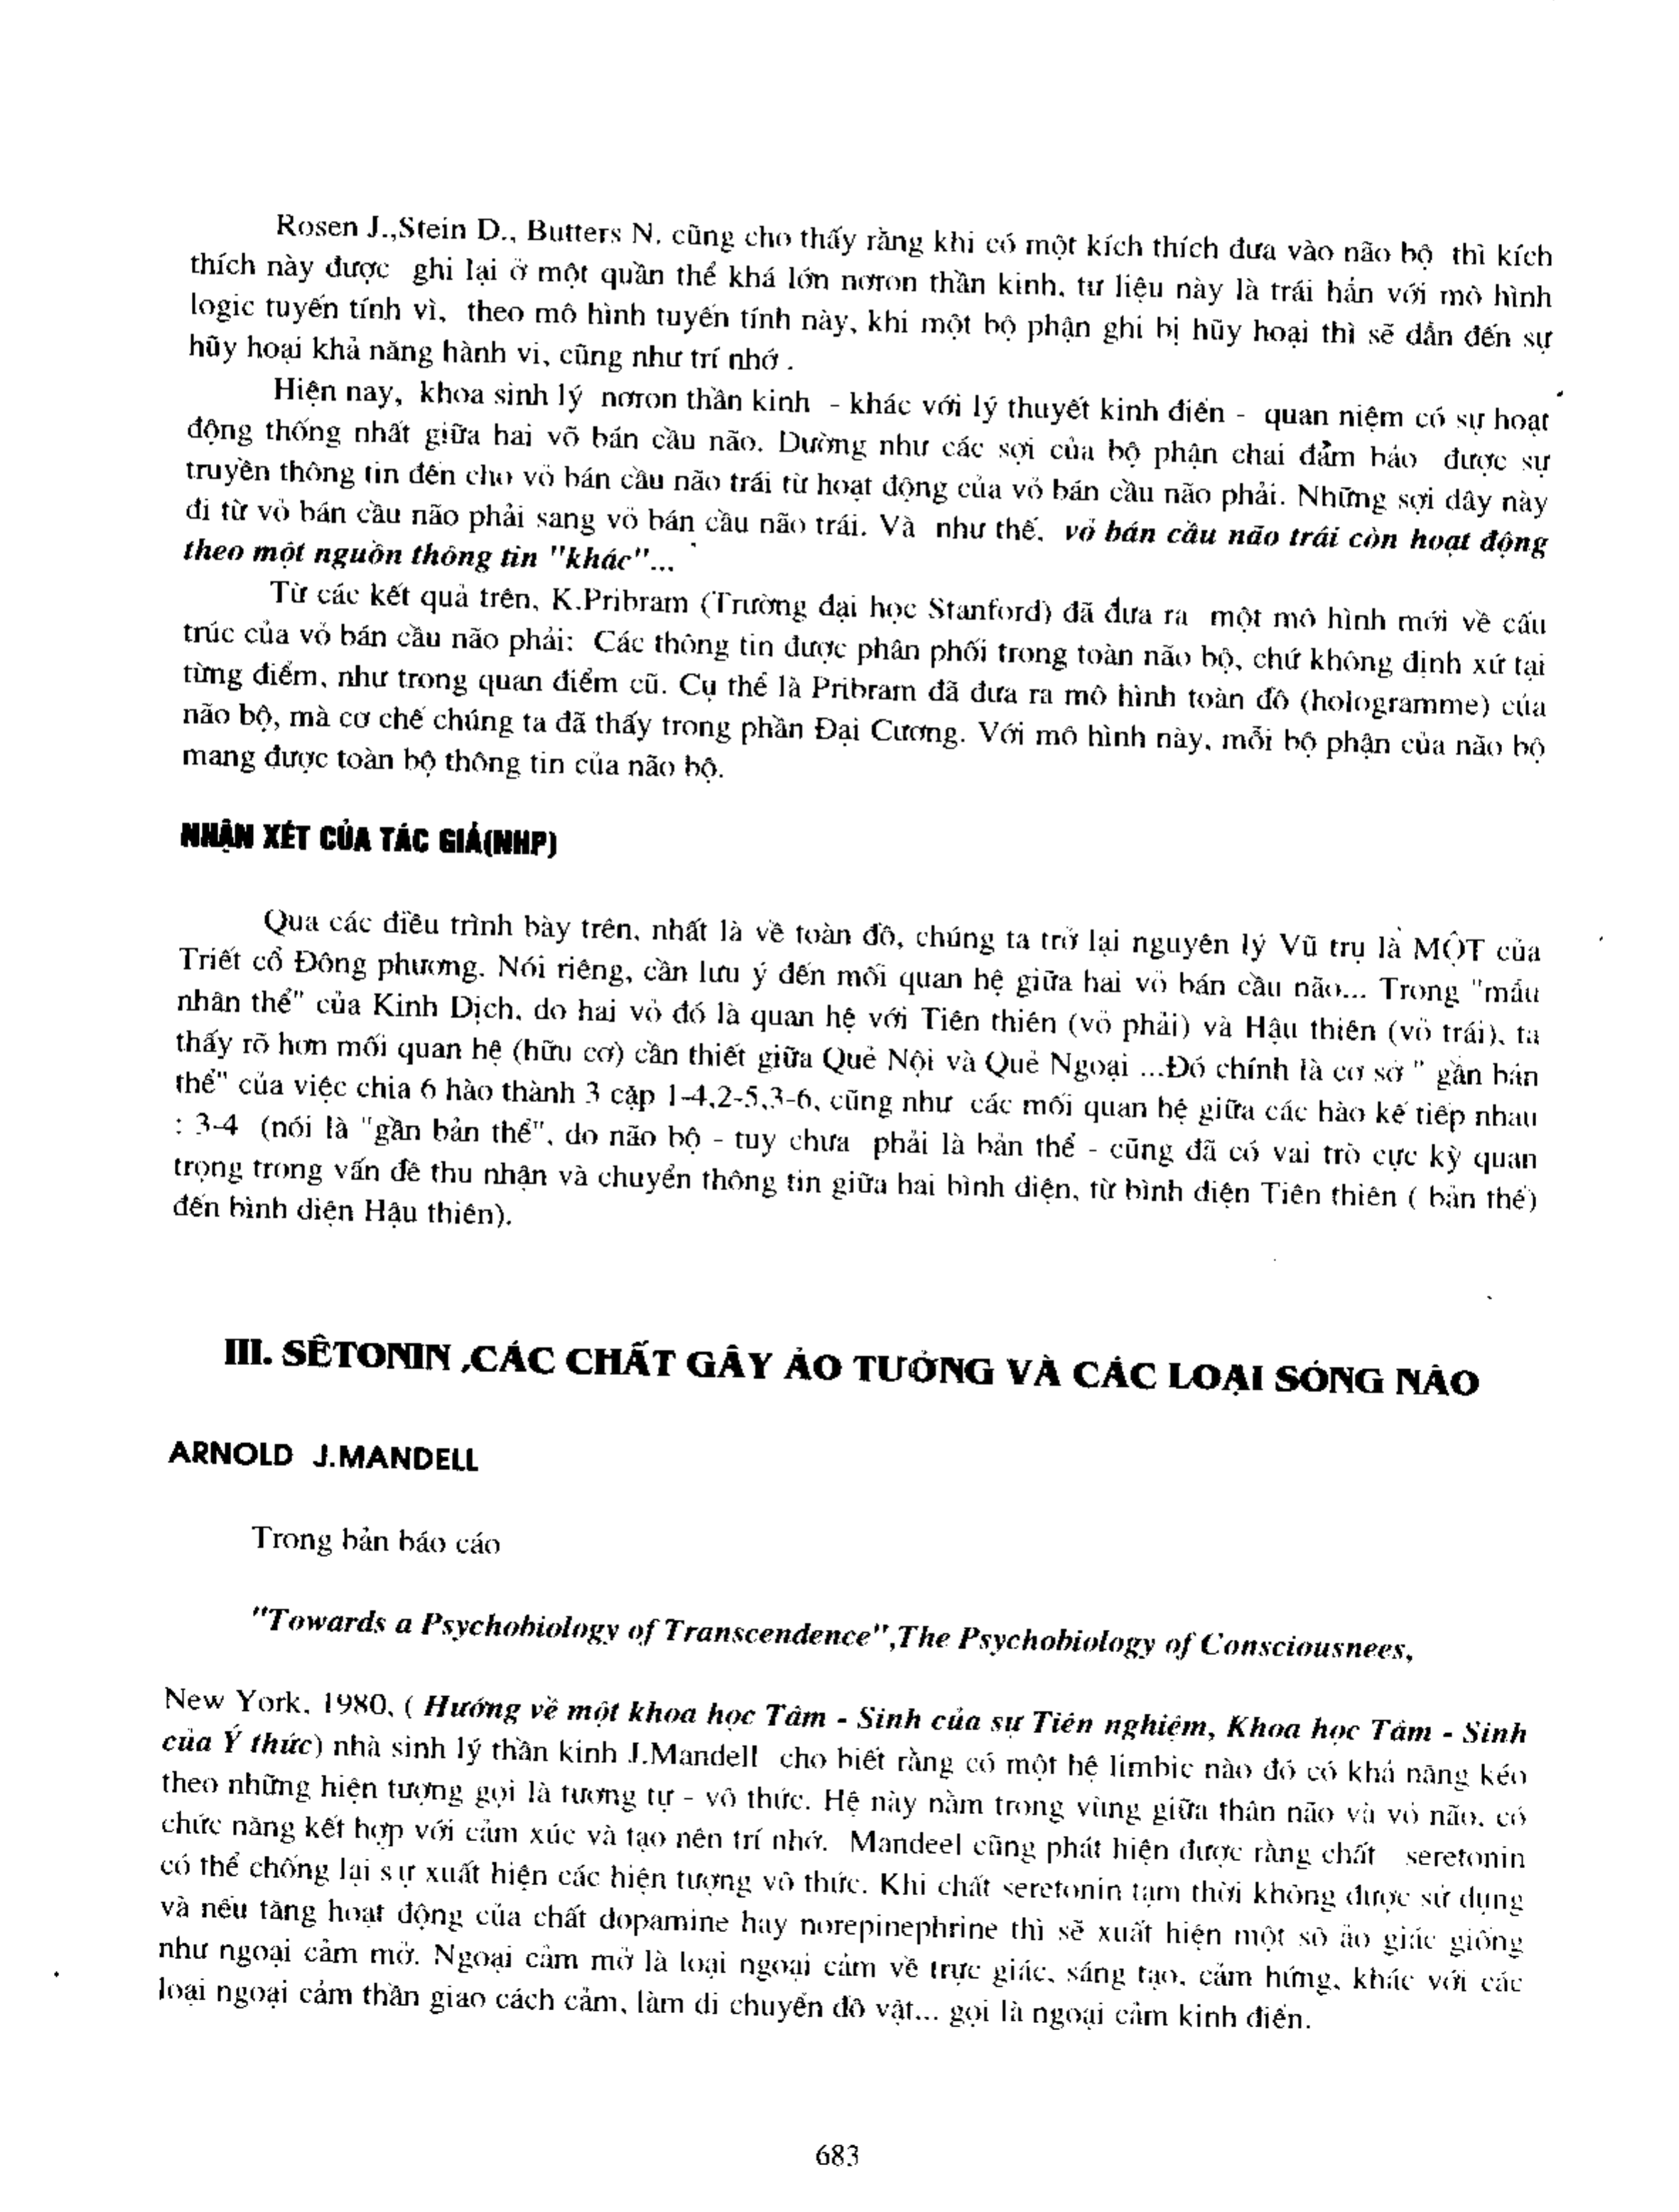 Rosen J.,Stein D., Butters N. cũng cho thấy rằng khi có một kích thích đưa vào não bộ thì kích
thích này được ghi lại ở một quần thể khá lớn nơron thần kinh, tư liệu này là trái hẳn với mô hình
logic tuyến tính vì, theo mô hình tuyến tính này, khi một bộ phận ghi bị hũy hoại thì sẽ dẫn đến sự
hũy hoại khả năng hành vi, cũng như trí nhớ .
Hiện nay, khoa sinh lý nơron thần kinh - khác với lý thuyết kinh điển - quan niệm có sự hoạt
động thống nhất giữa hai võ bán cầu não. Dường như các sợi của bộ phận chai đảm bảo được sự
truyền thông tin đến cho vỏ bán cầu não trái từ hoạt động của vỏ bán cầu não phải. Những sợi dây này
đi từ vỏ bán cầu não phải sang vỏ bán cầu não trái. Và như thế, vỏ bán cầu não trái còn hoạt động
theo một nguồn thông tin "khác"...
Từ các kết quả trên, K.Pribram (Trường đại học Stanford) đã đưa ra một mô hình mới về cấu
trúc của vỏ bán cầu não phải: Các thông tin được phân phối trong toàn não bộ, chứ không định xứ tại
từng điểm, như trong quan điểm cũ. Cụ thể là Pribram đã đưa ra mô hình toàn đồ (hologramme) của
não bộ, mà cơ chế chúng ta đã thấy trong phần Đại Cương. Với mô hình này, mỗi bộ phận của não bộ
mang được toàn bộ thông tin của não bộ.
NHẬN XÉT CỦA TÁC GIẢ(NHP)
Qua các điều trình bày trên, nhất là về toàn đồ, chúng ta trở lại nguyên lý Vũ trụ là MỘT của
Triết cổ Đông phương. Nói riêng, cần lưu ý đến mối quan hệ giữa hai vỏ bán cầu não... Trong "mẫu
nhân thể" của Kinh Dịch, do hai vỏ đó là quan hệ với Tiên thiên (vỏ phải) và Hậu thiên (vỏ trái), ta
thấy rõ hơn mối quan hệ (hữu cơ) cần thiết giữa Quẻ Nội và Quẻ Ngoại ...Đó chính là cơ sở " gần bản
thể" của việc chia 6 hào thành 3 cặp 1-4,2-5,3-6, cũng như các mối quan hệ giữa các hào kế tiếp nhau
: 3-4 (nói là "gần bản thể", do não bộ - tuy chưa phải là bản thể - cũng đã có vai trò cực kỳ quan
trọng trong vấn đề thu nhận và chuyển thông tin giữa hai bình diện, từ bình diện Tiên thiên ( bản thể)
đến bình diện Hậu thiên).
III. SÊTONIN ,CÁC CHẤT GÂY ẢO TƯỞNG VÀ CÁC LOẠI SÓNG NÃO
ARNOLD J.MANDELL
Trong bản báo cáo
"Towards a Psychobiology of Transcendence",The Psychobiology of Consciousnees,
New York, 1980, ( Hướng về một khoa học Tâm - Sinh của sự Tiên nghiệm, Khoa học Tâm - Sinh
của Ý thức) nhà sinh lý thần kinh J.Mandell cho biết rằng có một hệ limbic nào đó có khả năng kéo
theo những hiện tượng gọi là tương tự - vô thức. Hệ này nằm trong vùng giữa thân não và vỏ não, có
chức năng kết hợp với cảm xúc và tạo nên trí nhớ. Mandeel cũng phát hiện được rằng chất seretonin
có thể chống lại sự xuất hiện các hiện tượng vô thức. Khi chất seretonin tạm thời không được sử dụng
và nếu tăng hoạt động của chất dopamine hay norepinephrine thì sẽ xuất hiện một số ảo giác giống
như ngoại cảm mở. Ngoại cảm mở là loại ngoại cảm về trực giác, sáng tạo, cảm hứng, khác với các
loại ngoại cảm thần giao cách cảm, làm di chuyển đồ vật... gọi là ngoại cảm kinh điển.
683